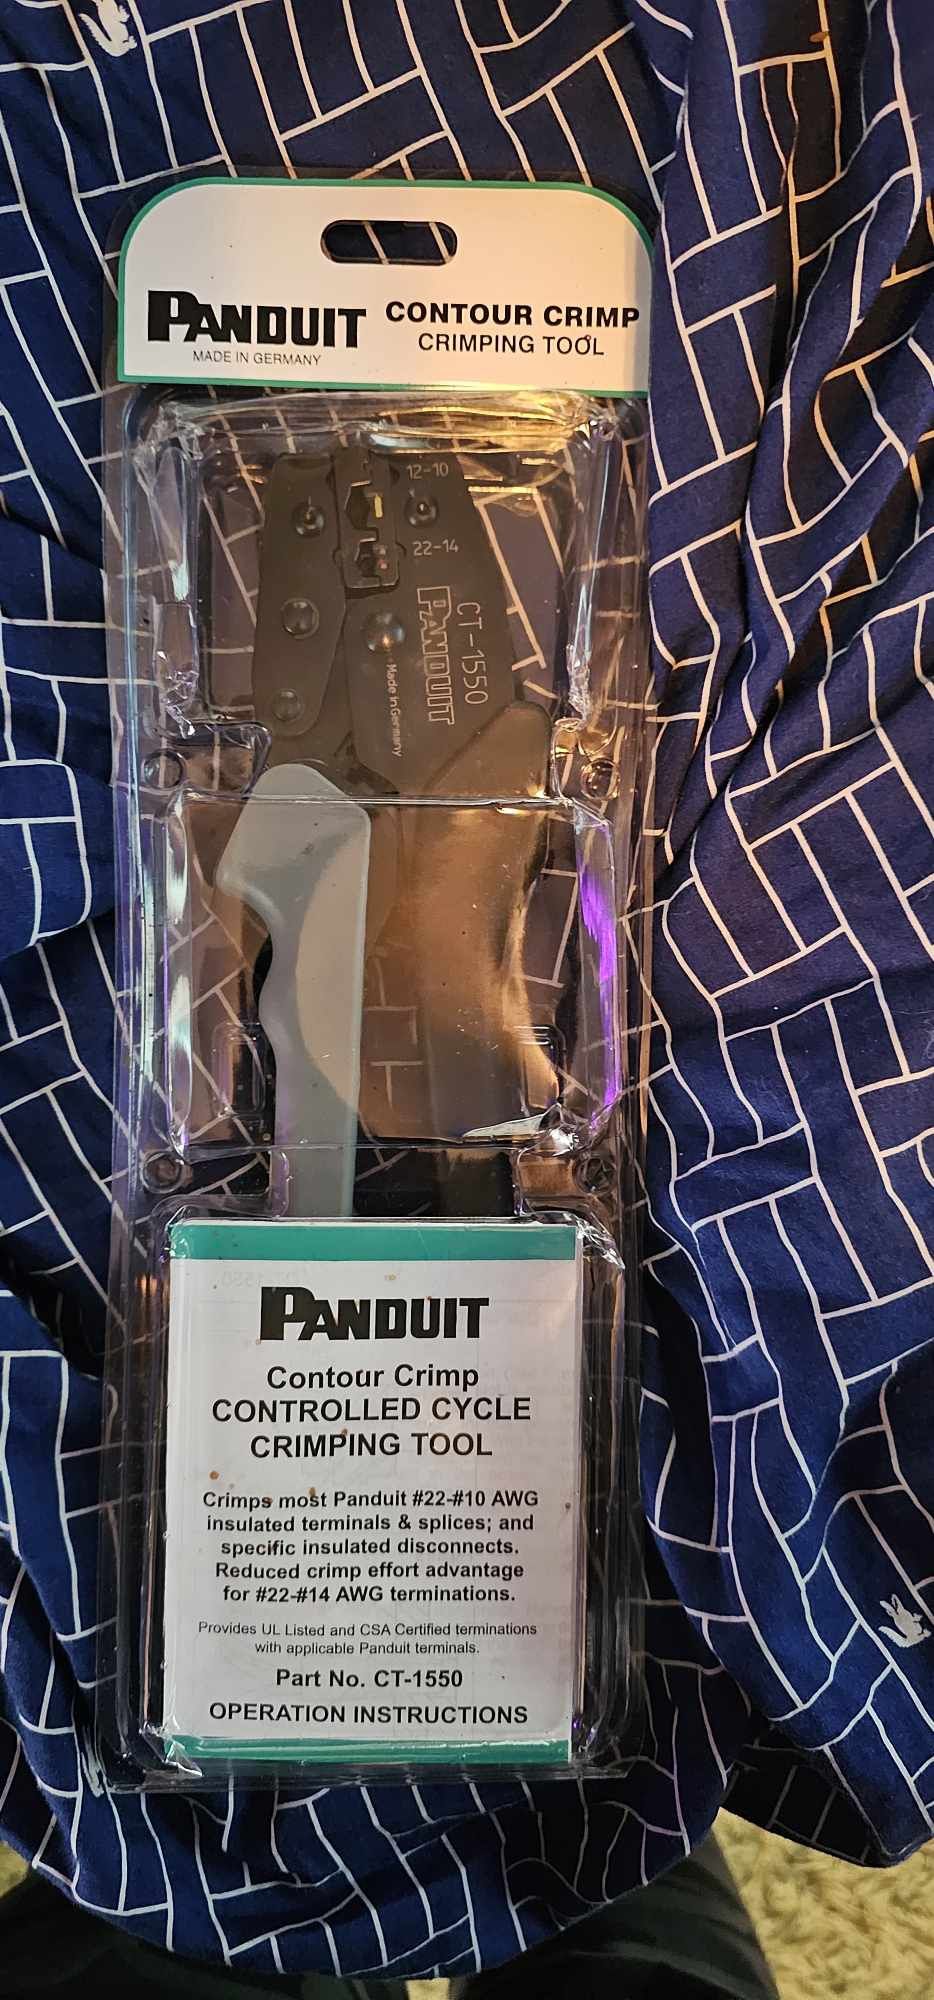 PANDUIT
MADE IN GERMANY
CONTOUR CRIMP
CRIMPING TOOL
12-10
22-14
CT-1550
PANDUIT
Made in Germany
PANDUIT
Contour Crimp
CONTROLLED CYCLE
CRIMPING TOOL
Crimps most Panduit #22-#10 AWG
insulated terminals & splices; and
specific insulated disconnects.
Reduced crimp effort advantage
for #22-#14 AWG terminations.
Provides UL Listed and CSA Certified terminations
with applicable Panduit terminals.
Part No. CT-1550
OPERATION INSTRUCTIONS